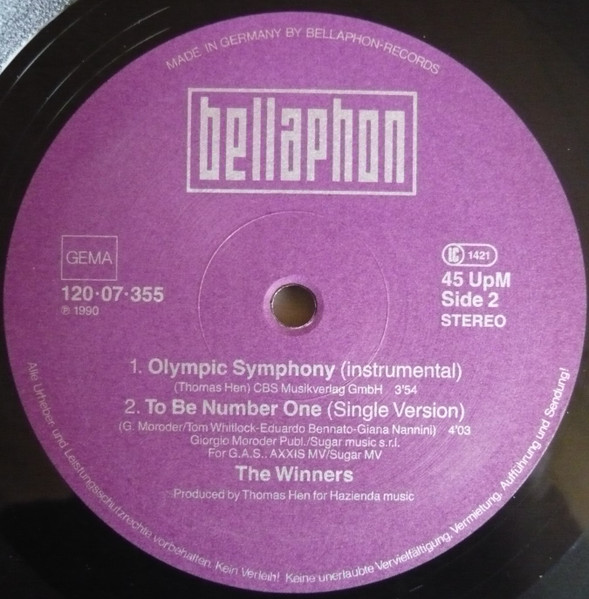 MADE IN GERMANY BY BELLAPHON-RECORDS
bellaphon
GEMA
120·07·355
℗ 1990
LC 1421
45 UpM
Side 2
STEREO
1. Olympic Symphony (instrumental)
(Thomas Hen) CBS Musikverlag GmbH 3'54
2. To Be Number One (Single Version)
(G. Moroder/Tom Whitlock-Eduardo Bennato-Giana Nannini) 4'03
Giorgio Moroder Publ./Sugar music s.r.l.
For G.A.S., AXXIS MV/Sugar MV
The Winners
Produced by Thomas Hen for Hazienda music
Alle Urheber- und Leistungsschutzrechte vorbehalten. Kein Verleih! Keine unerlaubte Vervielfältigung, Vermietung, Aufführung und Sendung!